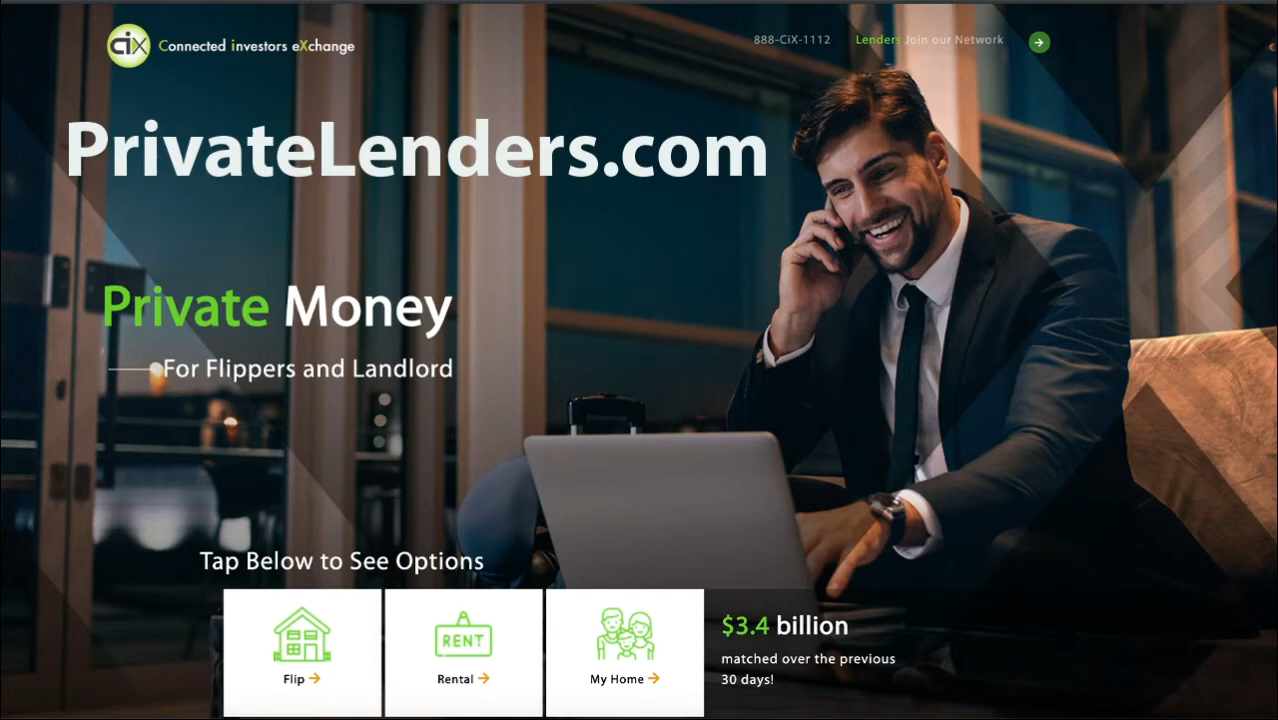 CiX Connected investors eXchange
888-CiX-1112 Lenders Join our Network
PrivateLenders.com
Private Money
For Flippers and Landlord
Tap Below to See Options
RENT
Flip → Rental → My Home →
$3.4 billion
matched over the previous
30 days!